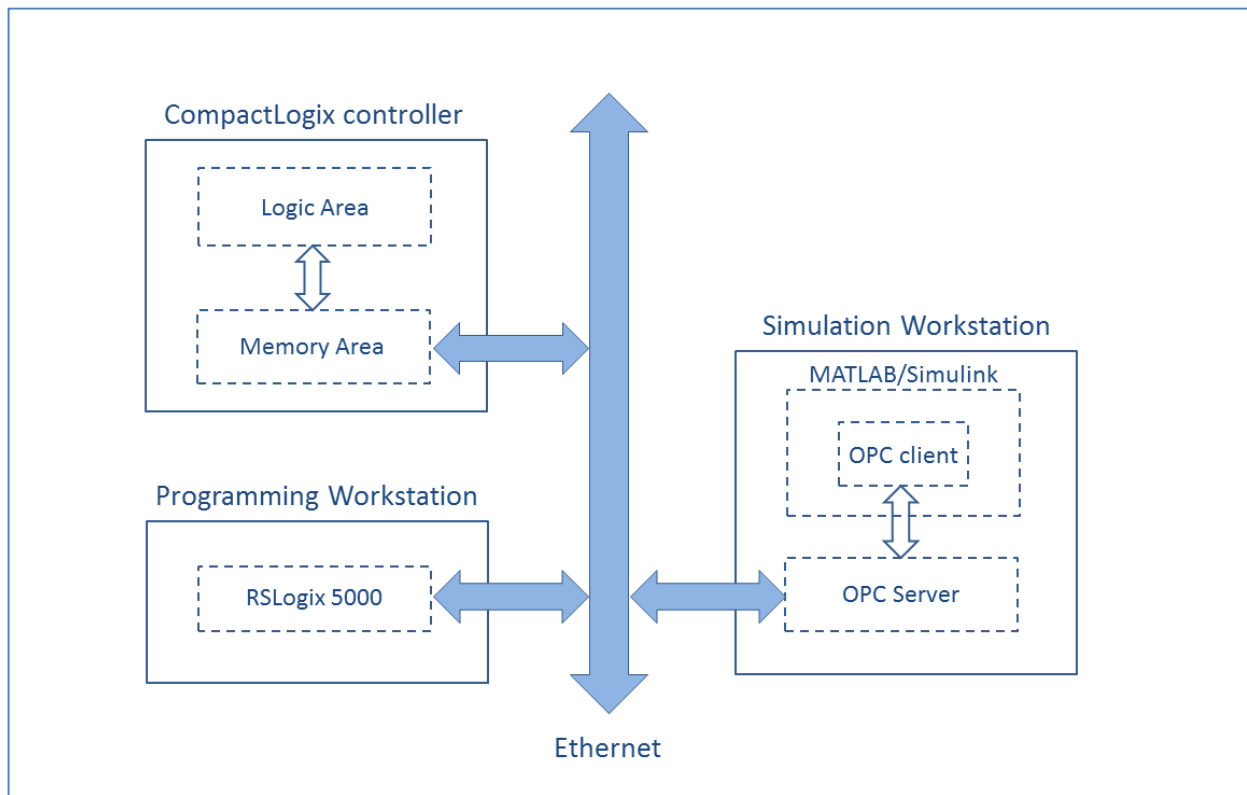 CompactLogix controller
Logic Area
Memory Area
Programming Workstation
RSLogix 5000
Ethernet
Simulation Workstation
MATLAB/Simulink
OPC client
OPC Server